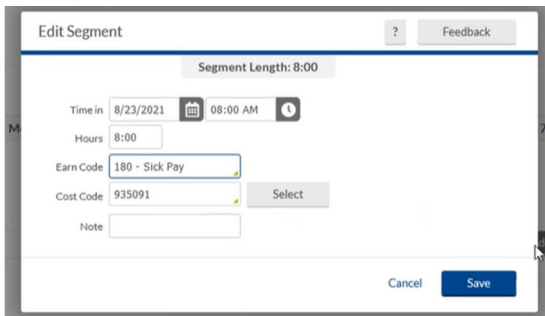 Edit Segment ? Feedback
Segment Length: 8:00
Time in 8/23/2021 08:00 AM
Hours 8:00
Earn Code 180 - Sick Pay
Cost Code 935091 Select
Note
Cancel Save